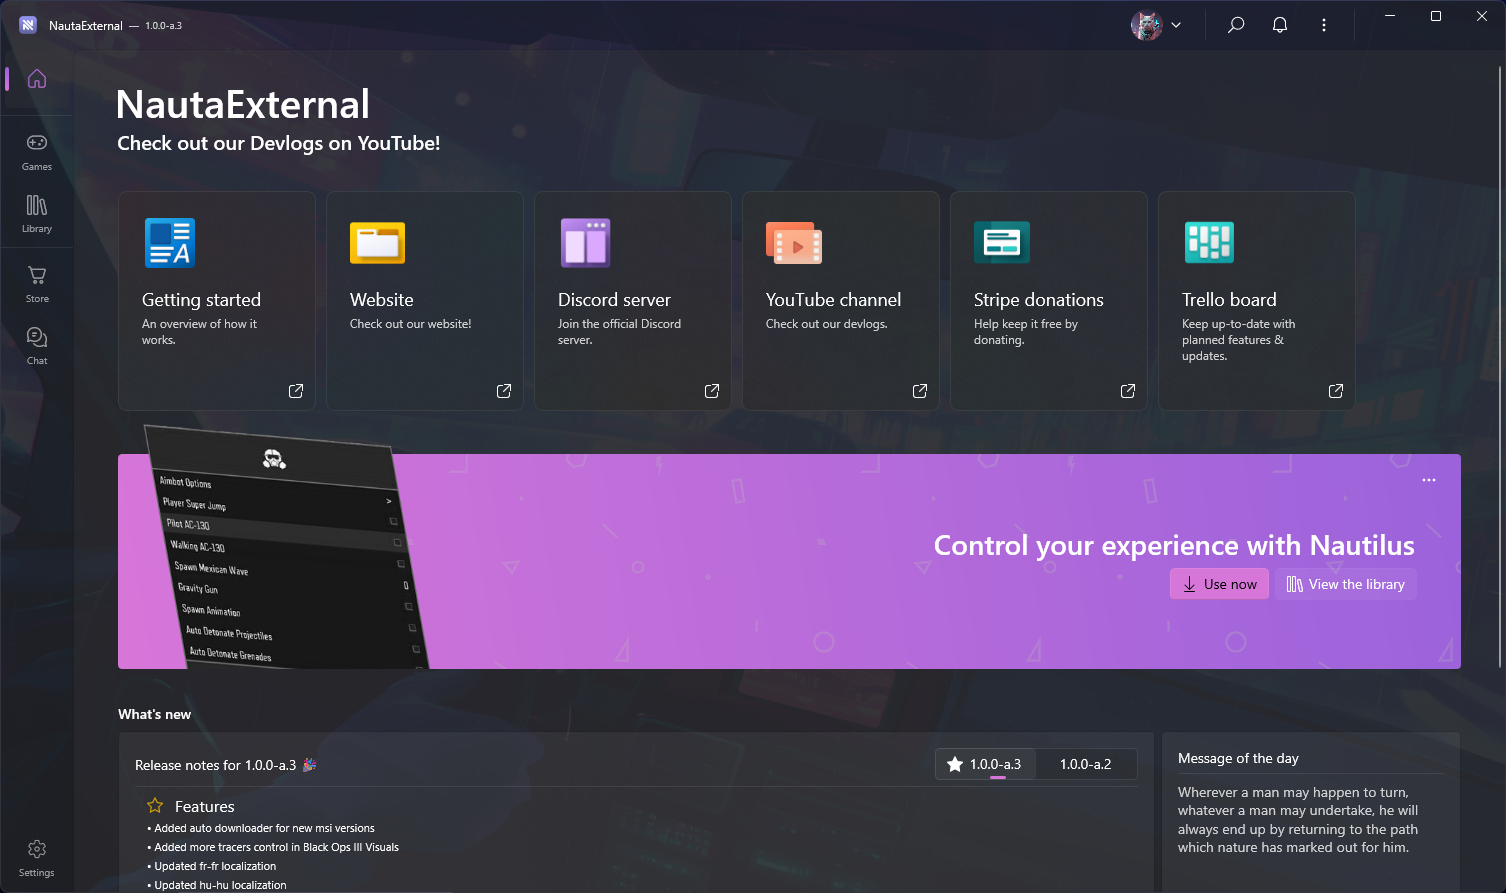 NautaExternal — 1.0.0-a.3
NautaExternal
Check out our Devlogs on YouTube!
Games
Library
Store
Chat
Settings
Getting started
An overview of how it
works.
Website
Check out our website!
Discord server
Join the official Discord
server.
YouTube channel
Check out our devlogs.
Stripe donations
Help keep it free by
donating.
Trello board
Keep up-to-date with
planned features &
updates.
Aimbot Options
Player Super Jump >
Pilot AC-130
Walking AC-130
Spawn Mexican Wave
Gravity Gun 0
Spawn Animation
Auto Detonate Projectiles
Auto Detonate Grenades
Control your experience with Nautilus
Use now
View the library
What's new
Release notes for 1.0.0-a.3 🎉
1.0.0-a.3
1.0.0-a.2
Features
• Added auto downloader for new msi versions
• Added more tracers control in Black Ops III Visuals
• Updated fr-fr localization
• Updated hu-hu localization
Message of the day
Wherever a man may happen to turn,
whatever a man may undertake, he will
always end up by returning to the path
which nature has marked out for him.